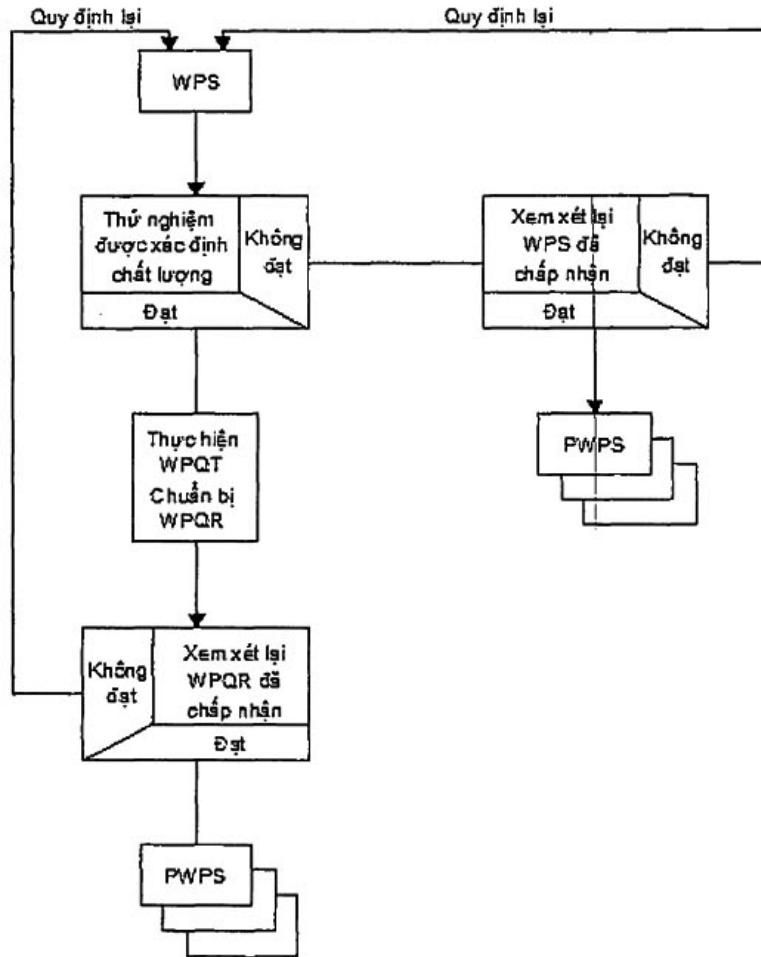 Quy định lại
Quy định lại
WPS
Thử nghiệm
được xác định
chất lượng
Không
đạt
Đạt
Xem xét lại
WPS đã
chấp nhận
Không
đạt
Đạt
Thực hiện
WPQT
Chuẩn bị
WPQR
PWPS
Không
đạt
Xem xét lại
WPQR đã
chấp nhận
Đạt
PWPS